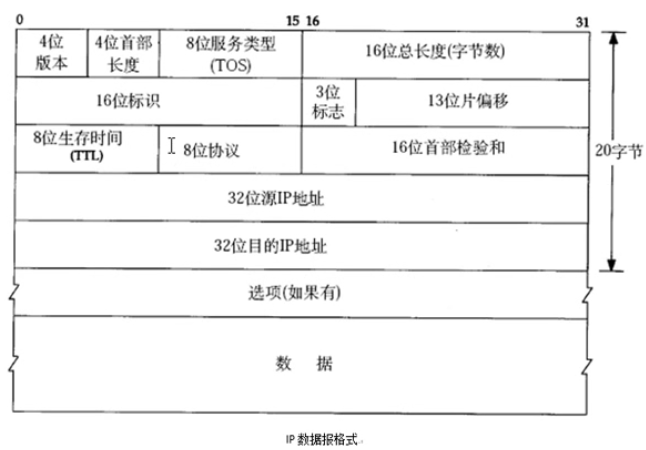 0 15 16 31
4位 4位首部 8位服务类型 16位总长度(字节数)
版本 长度 (TOS)
16位标识 3位 13位片偏移
标志
8位生存时间 8位协议 16位首部检验和 20字节
(TTL)
32位源IP地址
32位目的IP地址
选项(如果有)
数 据
IP 数据报格式